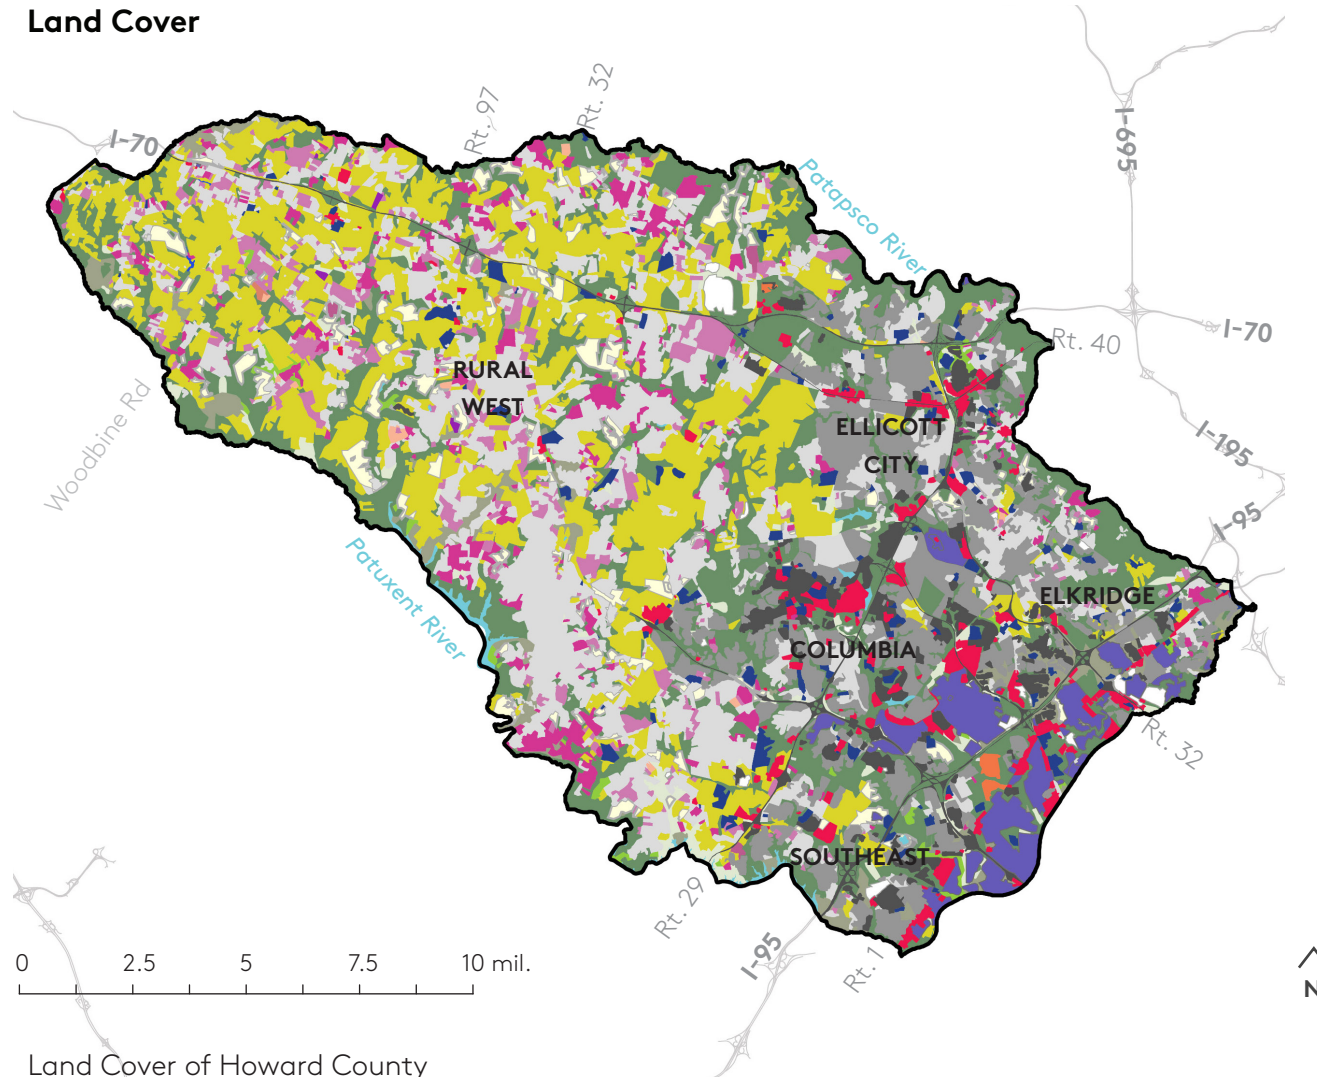 Land Cover
Rt. 97
Rt. 32
I-70
I-695
Patapsco River
I-70
Rt. 40
RURAL
WEST
ELLICOTT
CITY
Woodbine Rd
I-195
I-95
Patuxent River
ELKRIDGE
COLUMBIA
Rt. 32
SOUTHEAST
Rt. 29
I-95
Rt. 1
0 2.5 5 7.5 10 mil.
N
Land Cover of Howard County